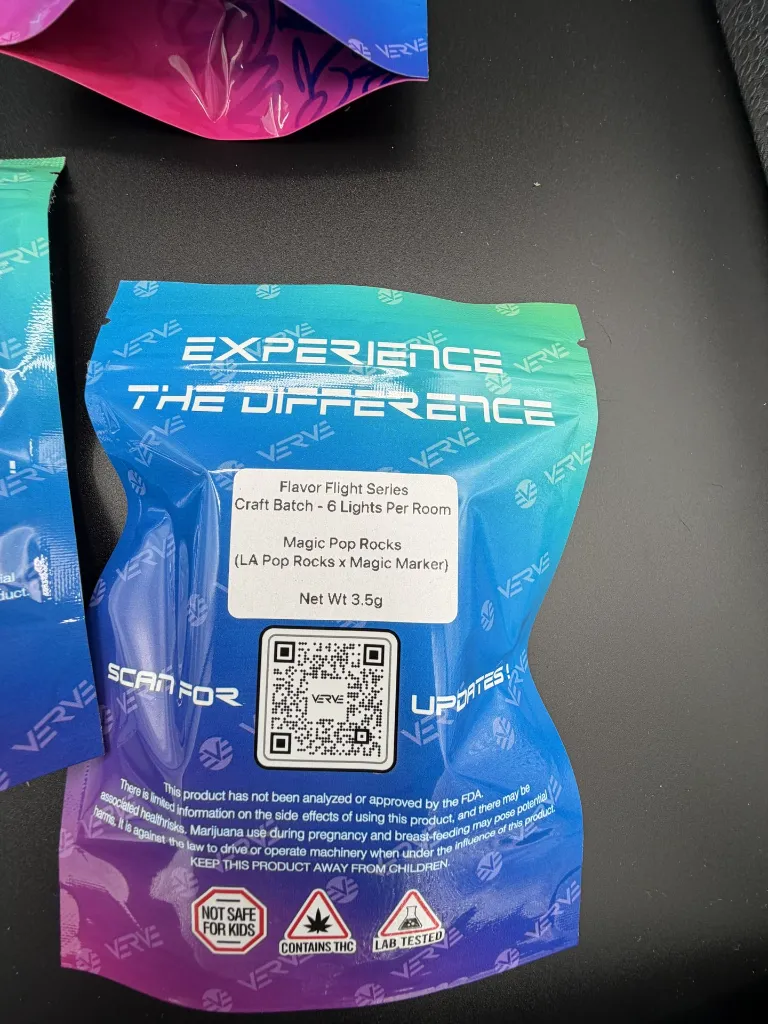 VERVE
EXPERIENCE
THE DIFFERENCE
Flavor Flight Series
Craft Batch - 6 Lights Per Room
Magic Pop Rocks
(LA Pop Rocks x Magic Marker)
Net Wt 3.5g
VERVE
SCAN FOR
UPDATES!
This product has not been analyzed or approved by the FDA.
There is limited information on the side effects of using this product, and there may be
associated healthrisks. Marijuana use during pregnancy and breast-feeding may pose potential
harms. It is against the law to drive or operate machinery when under the influence of this product.
KEEP THIS PRODUCT AWAY FROM CHILDREN.
NOT SAFE
FOR KIDS
CONTAINS THC
LAB TESTED